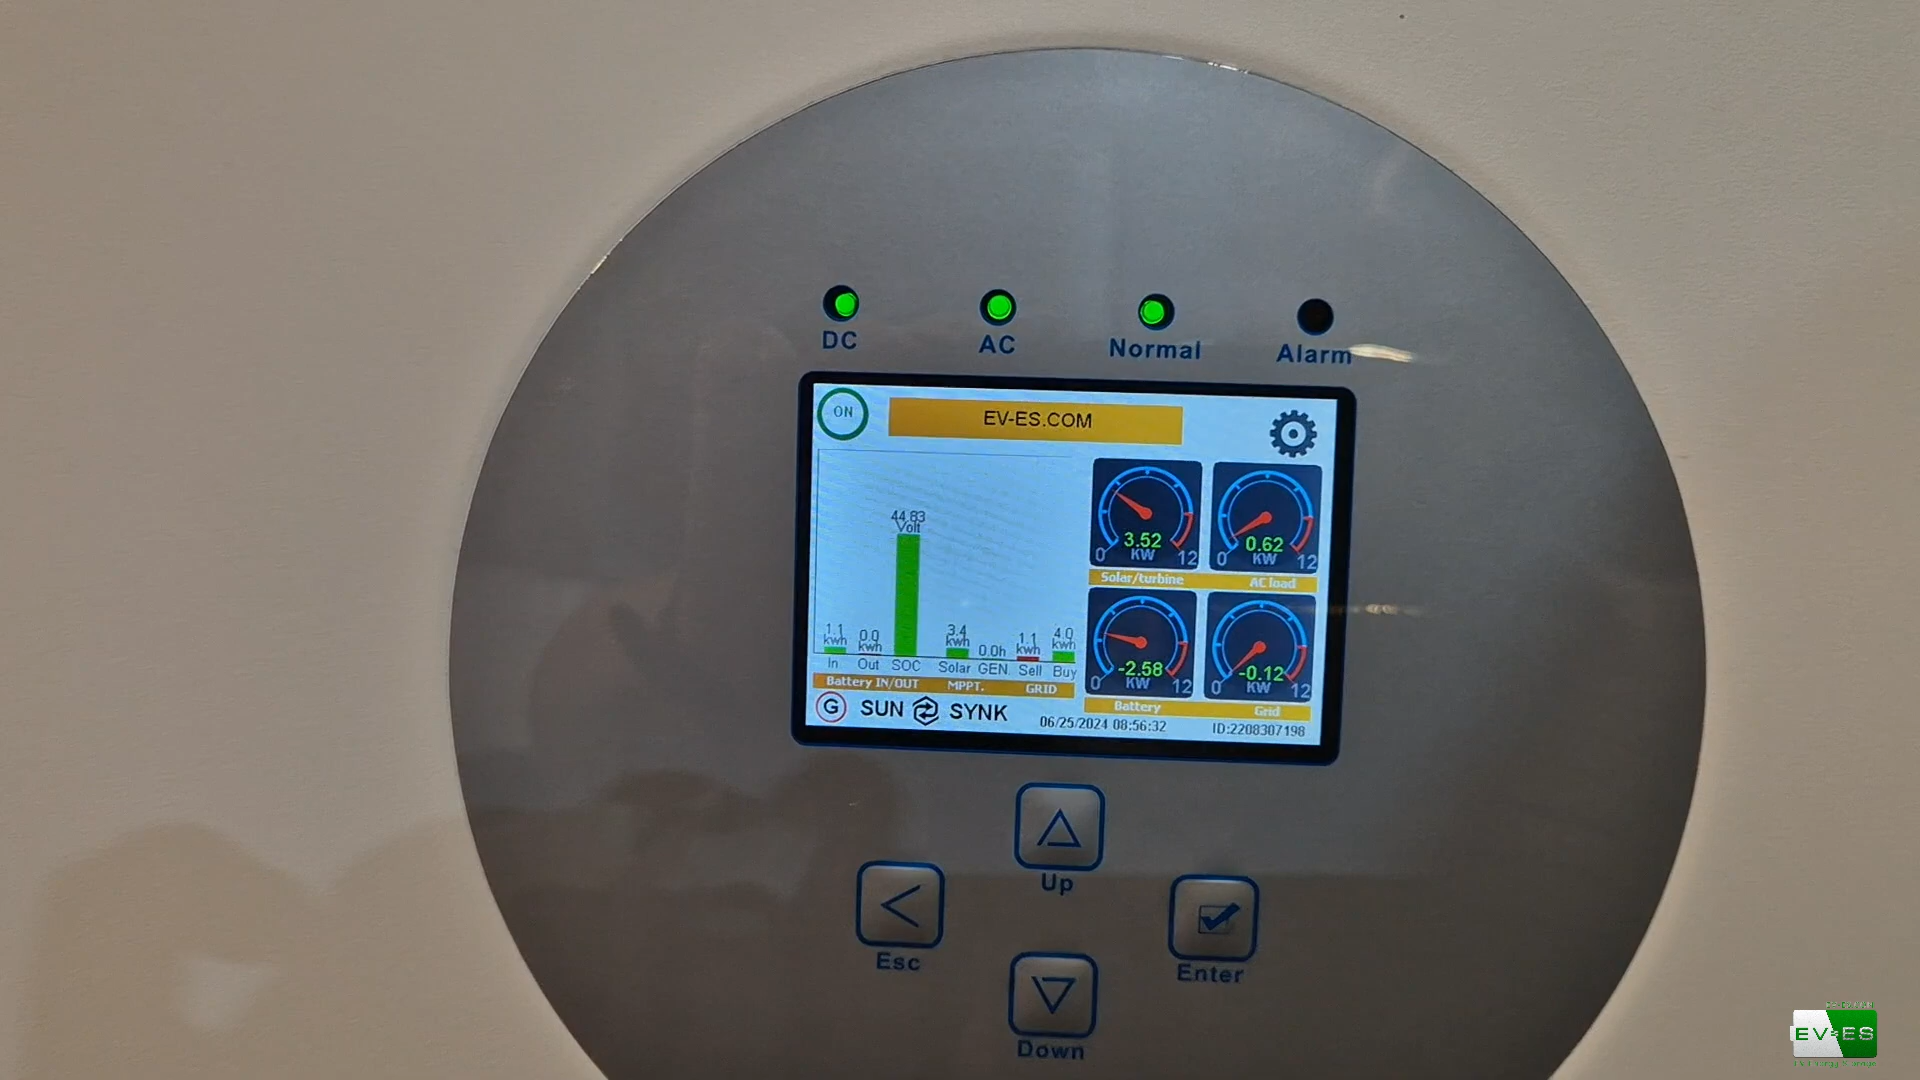 DC AC Normal Alarm
ON
EV-ES.COM
44.83
Volt
1.1
kwh
0.0
kwh
3.4
kwh
0.0h
1.1
kwh
4.0
kwh
In Out SOC Solar GEN. Sell Buy
Battery IN/OUT MPPT. GRID
3.52
KW
0 12
Solar/turbine
0.62
KW
0 12
AC load
-2.58
KW
0 12
Battery
-0.12
KW
0 12
Grid
G SUN SYNK
06/25/2024 08:56:32 ID:2208307198
Up
Esc
Enter
Down
EV ES